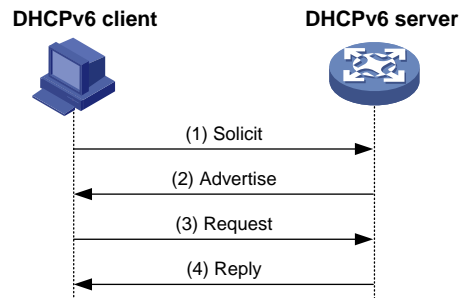 DHCPv6 client
DHCPv6 server
(1) Solicit
(2) Advertise
(3) Request
(4) Reply